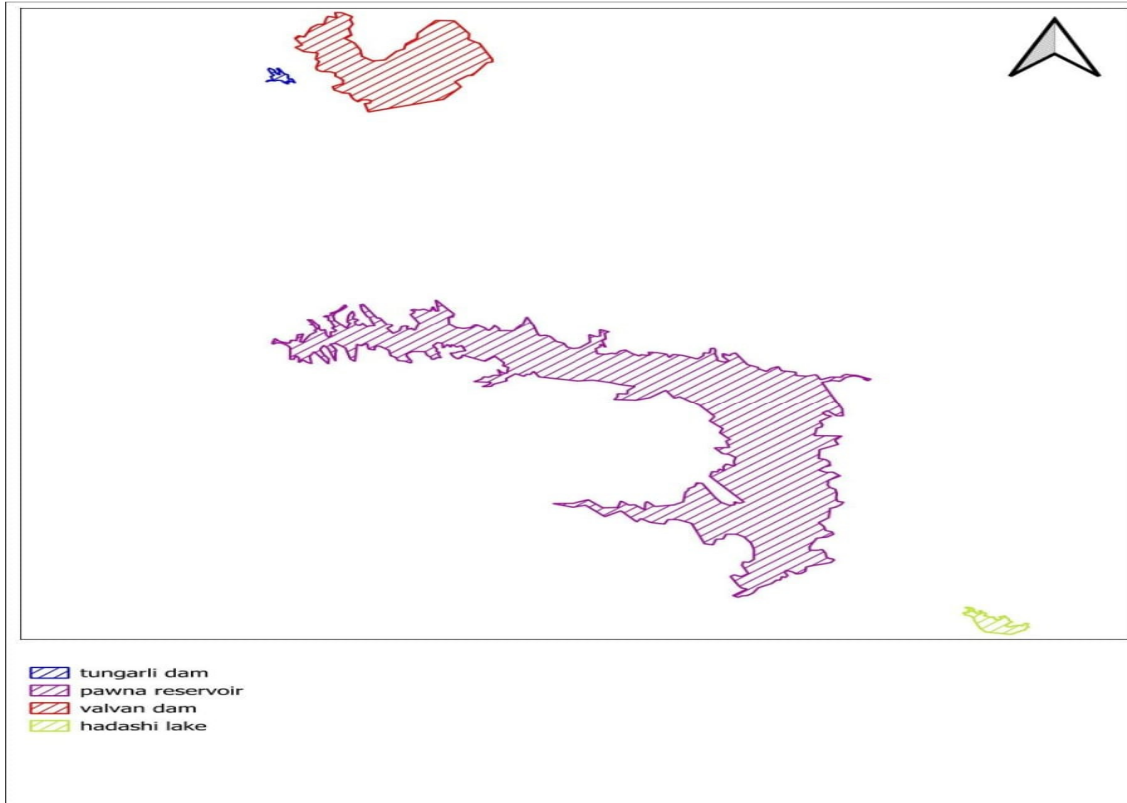 tungarli dam
pawna reservoir
valvan dam
hadashi lake